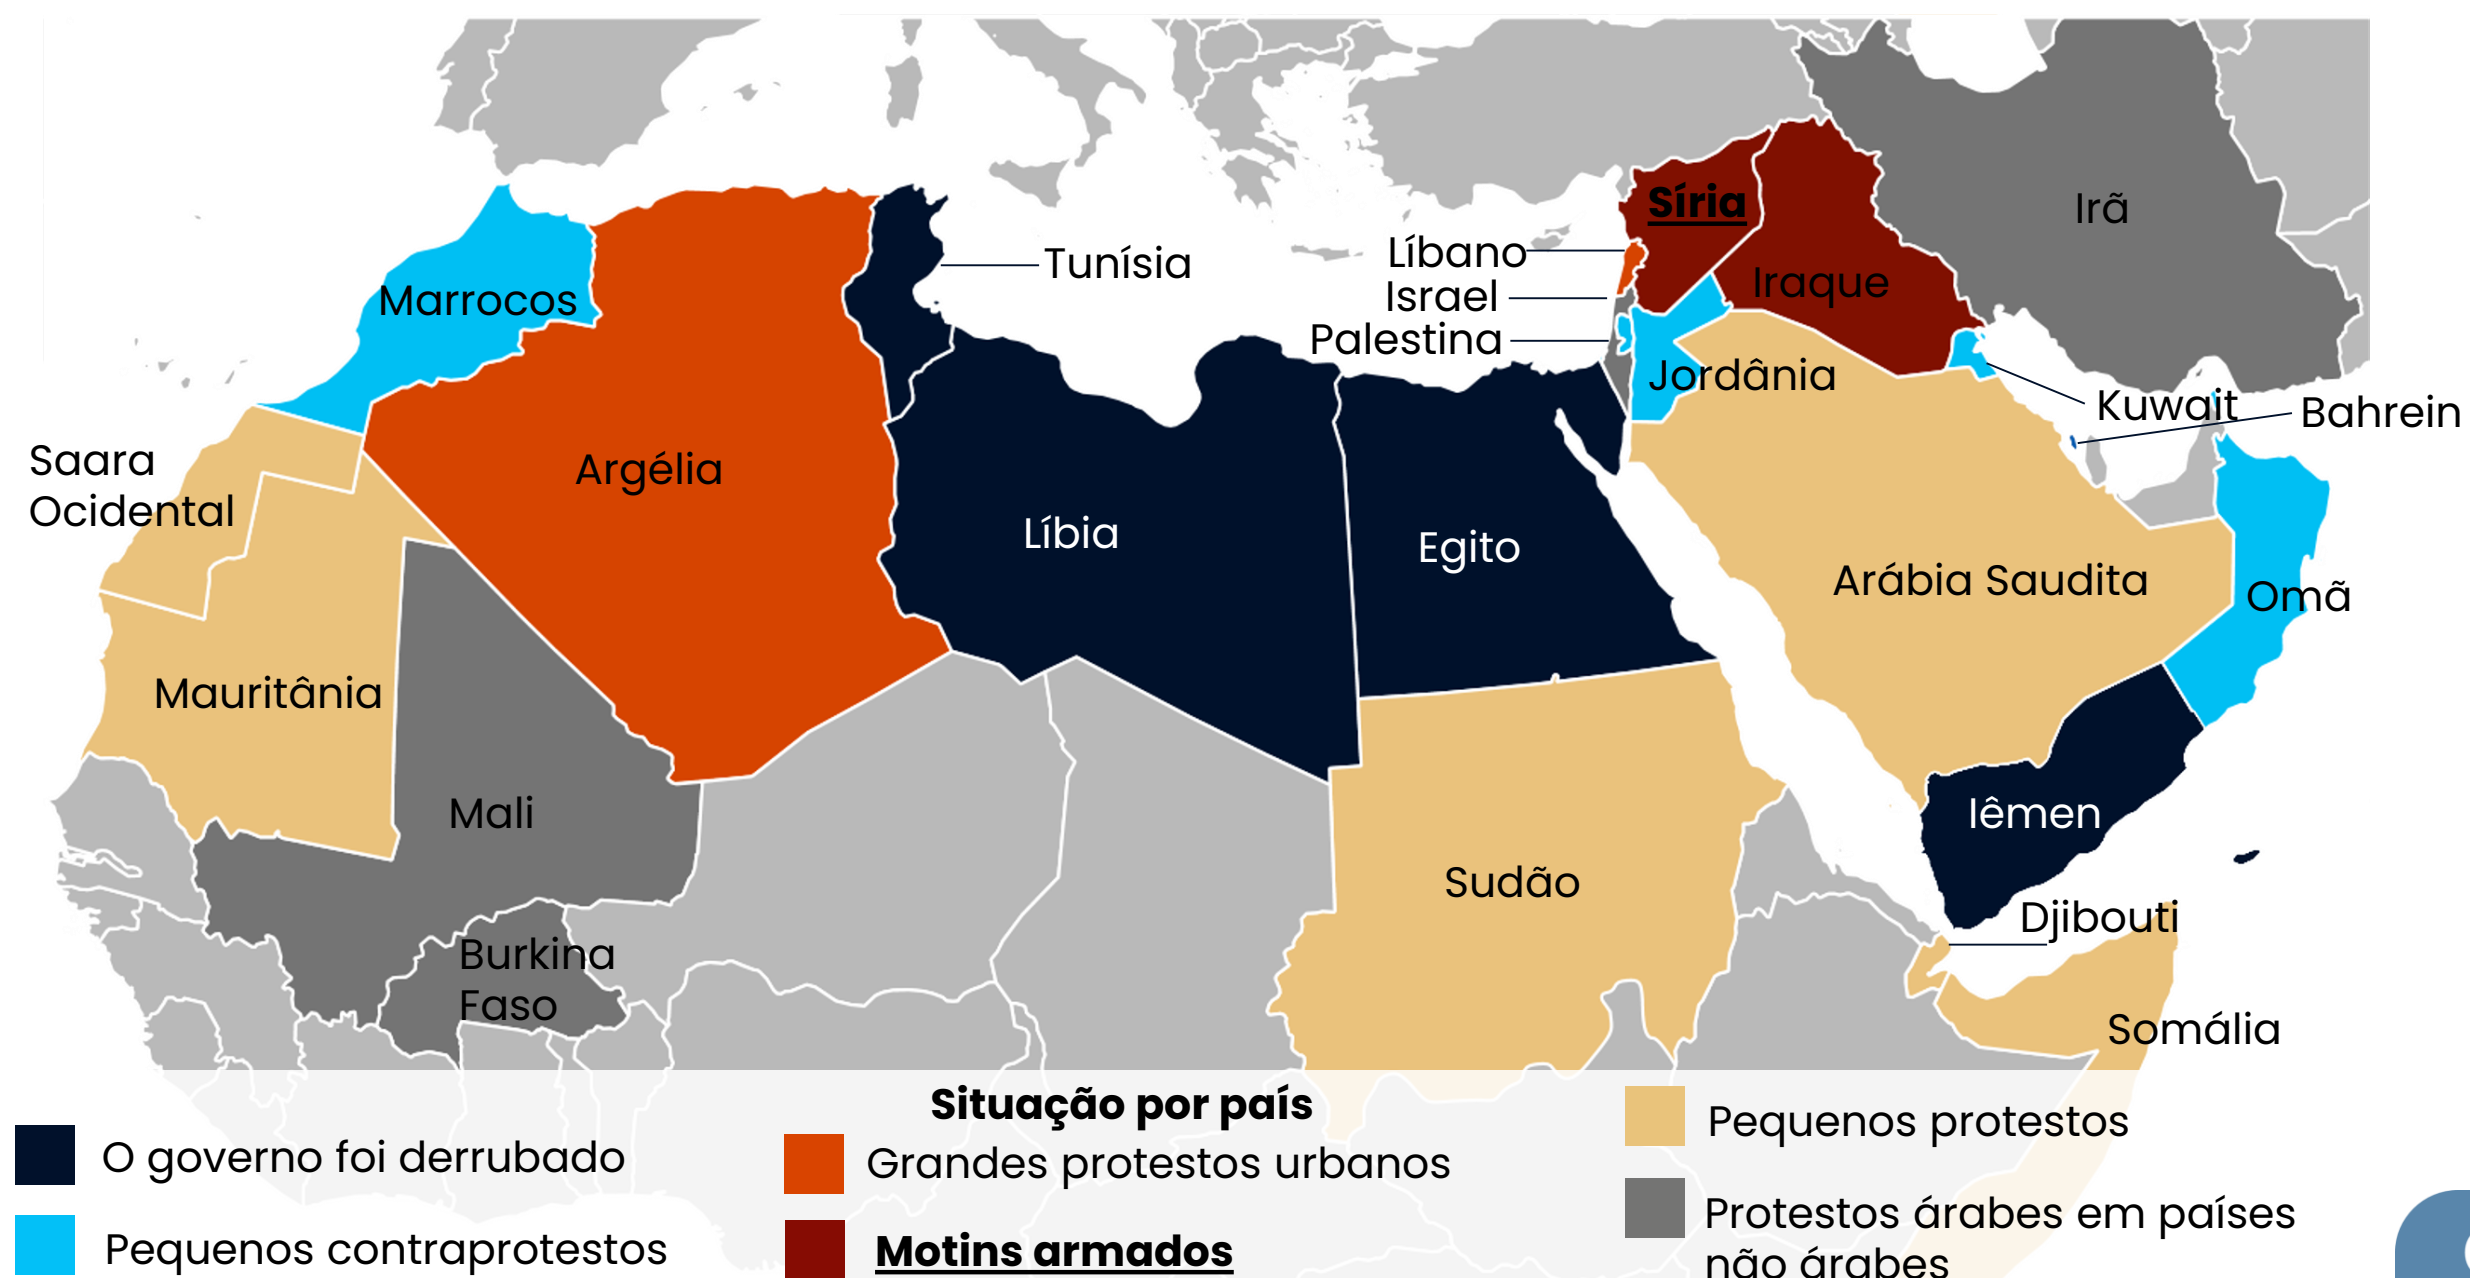 Síria
Irã
Líbano
Tunísia
Iraque
Israel
Marrocos
Palestina
Jordânia
Kuwait
Bahrein
Saara
Ocidental
Argélia
Líbia
Egito
Arábia Saudita
Omã
Mauritânia
Mali
Iêmen
Sudão
Djibouti
Burkina
Faso
Somália
Situação por país
O governo foi derrubado
Pequenos contraprotestos
Grandes protestos urbanos
Motins armados
Pequenos protestos
Protestos árabes em países
não árabes